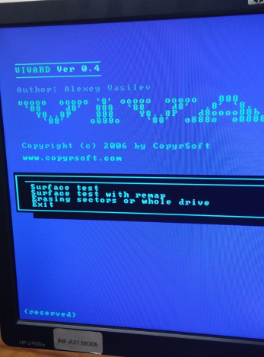 VIVARD Ver 0.4
Author: Alexey Vasilev
VIVA
Copyright (c) 2006 by CopyrSoft
www.copyrsoft.com
Surface test
Surface test with remap
Erasing sectors or whole drive
Exit
(reserved)